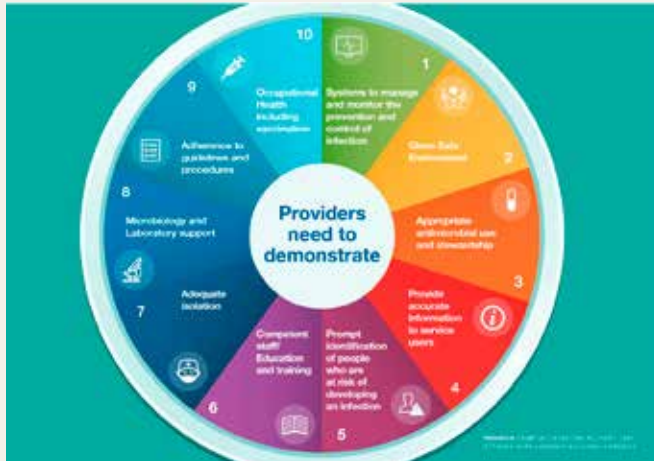 Providers
need to
demonstrate
1
Systems to manage
and monitor the
prevention and
control of
infection
2
Clean Safe
Environment
3
Appropriate
antimicrobial use
and stewardship
4
Provide
accurate
information
to service
users
5
Prompt
identification
of people
who are
at risk of
developing
an infection
6
Competent
staff/
Education
and training
7
Adequate
isolation
8
Microbiology and
Laboratory support
9
Adherence to
guidelines and
procedures
10
Occupational
Health
including
vaccination